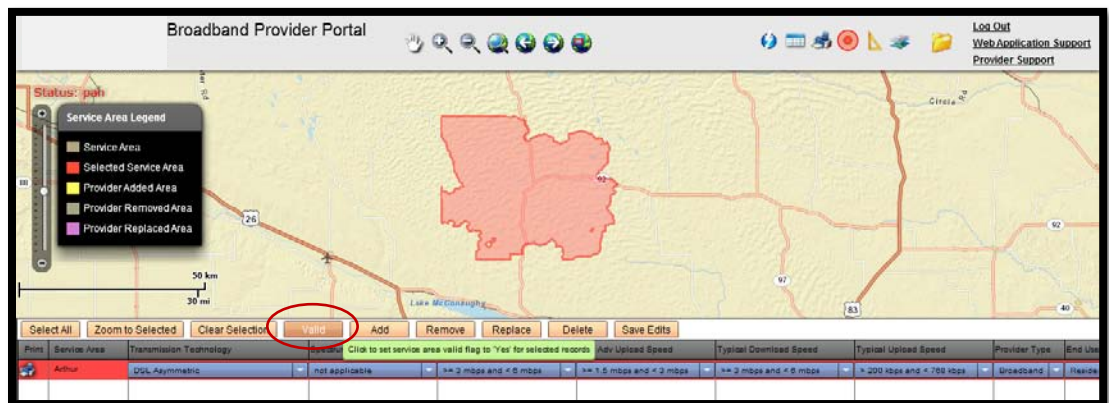 Broadband Provider Portal
Log Out
Web Application Support
Provider Support
Status: pan
Service Area Legend
Service Area
Selected Service Area
Provider Added Area
Provider Removed Area
Provider Replaced Area
Circle Rd
26
92
92
97
83
40
50 km
30 mi
Lake McConaughy
Select All Zoom to Selected Clear Selection Valid Add Remove Replace Delete Save Edits
Print Service Area Transmission Technology Click to set service area valid flag to 'Yes' for selected records Adv Upload Speed Typical Download Speed Typical Upload Speed Provider Type End Use
Arthur DSL Asymmetric not applicable >= 3 mbps and < 6 mbps >= 1.5 mbps and < 3 mbps >= 3 mbps and < 6 mbps > 200 kbps and < 768 kbps Broadband Reside